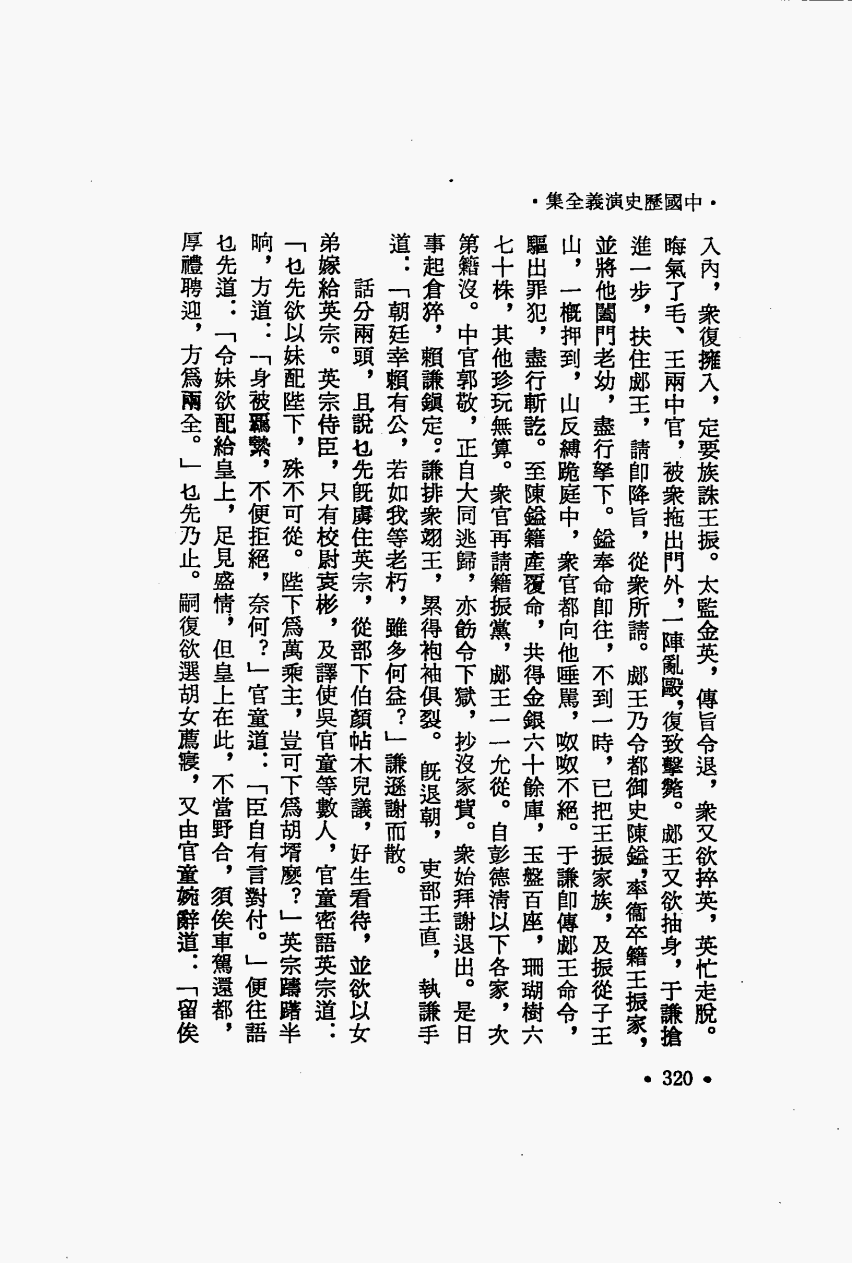 ·中國歷史演義全集·
入內，衆復擁入，定要族誅王振。太監金英，傳旨令退，衆又欲捽英，英忙走脫。
晦氣了毛、王兩中官，被衆拖出門外，一陣亂毆，復致擊斃。郕王又欲抽身，于謙搶
進一步，扶住郕王，請卽降旨，從衆所請。郕王乃令都御史陳鎰，率衞卒籍王振家，
並將他闔門老幼，盡行拏下。鎰奉命卽往，不到一時，已把王振家族，及振從子王
山，一概押到，山反縛跪庭中，衆官都向他唾駡，呶呶不絕。于謙卽傳郕王命令，
驅出罪犯，盡行斬訖。至陳鎰籍產覆命，共得金銀六十餘庫，玉盤百座，珊瑚樹六
七十株，其他珍玩無算。衆官再請籍振黨，郕王一一允從。自彭德淸以下各家，次
第籍沒。中官郭敬，正自大同逃歸，亦飭令下獄，抄沒家貲。衆始拜謝退出。是日
事起倉猝，賴謙鎭定。謙排衆翊王，累得袍袖俱裂。旣退朝，吏部王直，執謙手
道：「朝廷幸賴有公，若如我等老朽，雖多何益？」謙遜謝而散。
話分兩頭，且說乜先旣虜住英宗，從部下伯顏帖木兒議，好生看待，並欲以女
弟嫁給英宗。英宗侍臣，只有校尉袁彬，及譯使吳官童等數人，官童密語英宗道：
「乜先欲以妹配陛下，殊不可從。陛下爲萬乘主，豈可下爲胡壻麼？」英宗躊躇半
晌，方道：「身被羈縶，不便拒絕，奈何？」官童道：「臣自有言對付。」便往語
乜先道：「令妹欲配給皇上，足見盛情，但皇上在此，不當野合，須俟車駕還都，
厚禮聘迎，方爲兩全。」乜先乃止。嗣復欲選胡女薦寢，又由官童婉辭道：「留俟
·320·